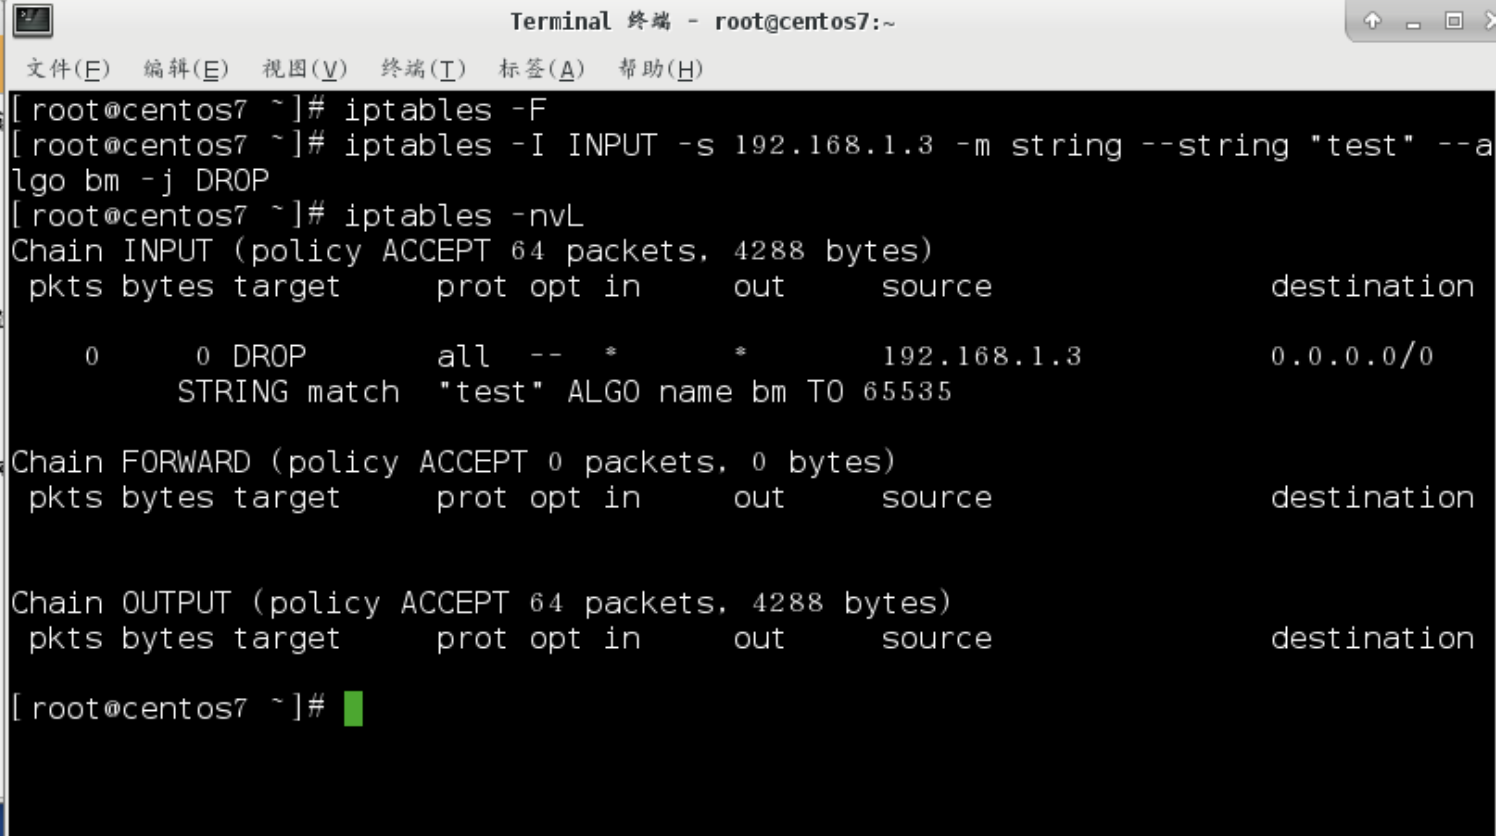 Terminal 终端 - root@centos7:~
文件(F) 编辑(E) 视图(V) 终端(T) 标签(A) 帮助(H)
[root@centos7 ~]# iptables -F
[root@centos7 ~]# iptables -I INPUT -s 192.168.1.3 -m string --string "test" --a
lgo bm -j DROP
[root@centos7 ~]# iptables -nvL
Chain INPUT (policy ACCEPT 64 packets, 4288 bytes)
 pkts bytes target     prot opt in     out     source               destination
    0     0 DROP       all  --  *      *       192.168.1.3          0.0.0.0/0
         STRING match  "test" ALGO name bm TO 65535
Chain FORWARD (policy ACCEPT 0 packets, 0 bytes)
 pkts bytes target     prot opt in     out     source               destination
Chain OUTPUT (policy ACCEPT 64 packets, 4288 bytes)
 pkts bytes target     prot opt in     out     source               destination
[root@centos7 ~]#